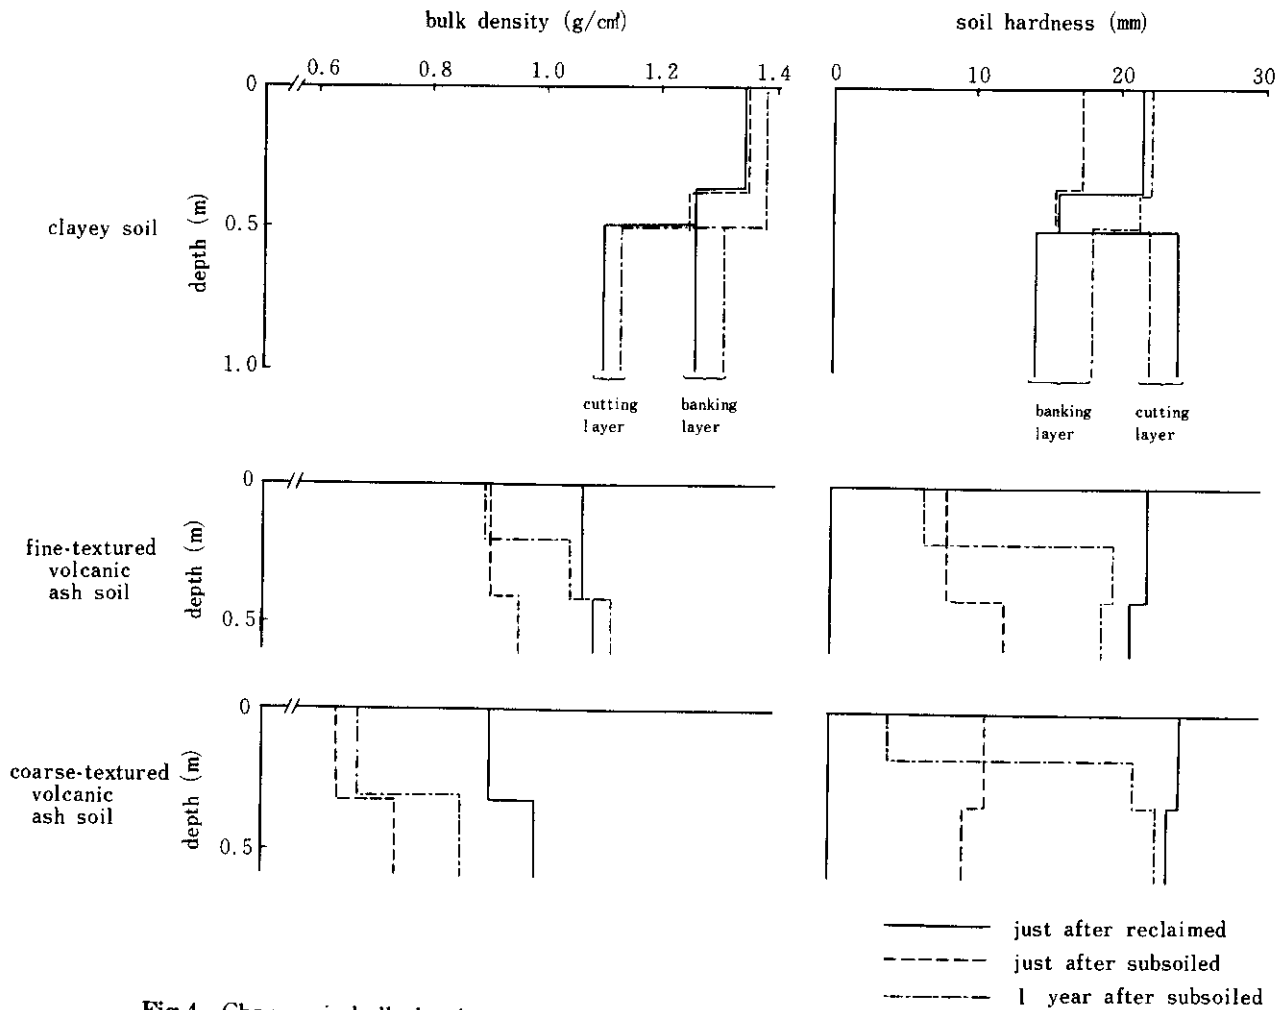 bulk density (g/cm³)
soil hardness (mm)
0 0.6 0.8 1.0 1.2 1.4
0 10 20 30
clayey soil
depth (m)
0.5
1.0
cutting layer
banking layer
banking layer
cutting layer
fine-textured
volcanic
ash soil
depth (m)
0
0.5
coarse-textured
volcanic
ash soil
depth (m)
0
0.5
just after reclaimed
just after subsoiled
1 year after subsoiled
Fig.4